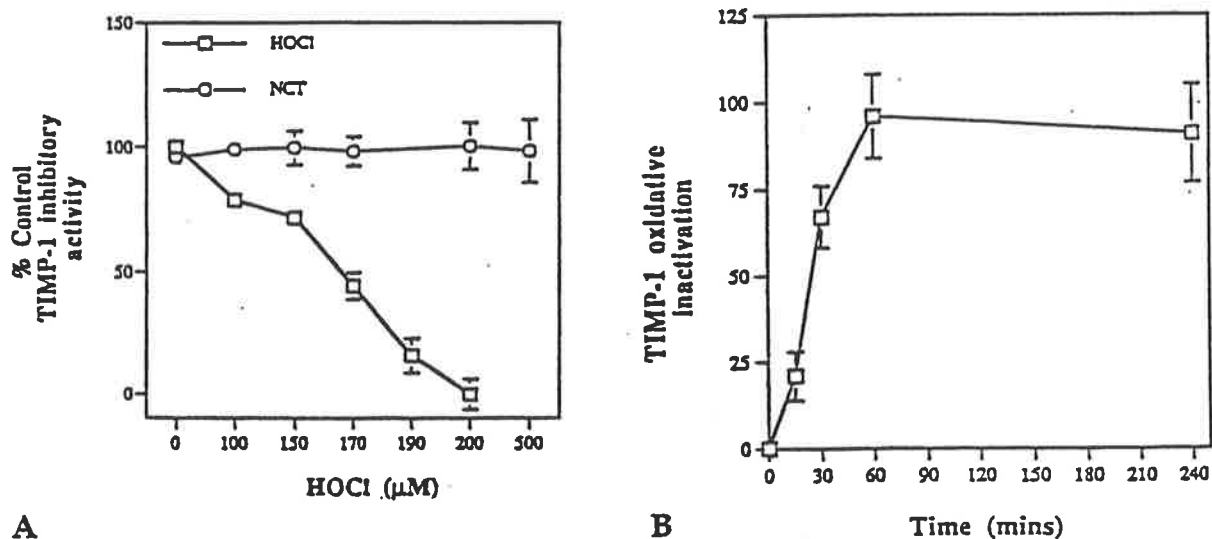 150
100
50
0
HOCl
NCT
% Control
TIMP-1 inhibitory
activity
0 100 150 170 190 200 500
HOCl (μM)
A
125
100
75
50
25
0
TIMP-1 oxidative
inactivation
0 30 60 90 120 150 180 210 240
Time (mins)
B